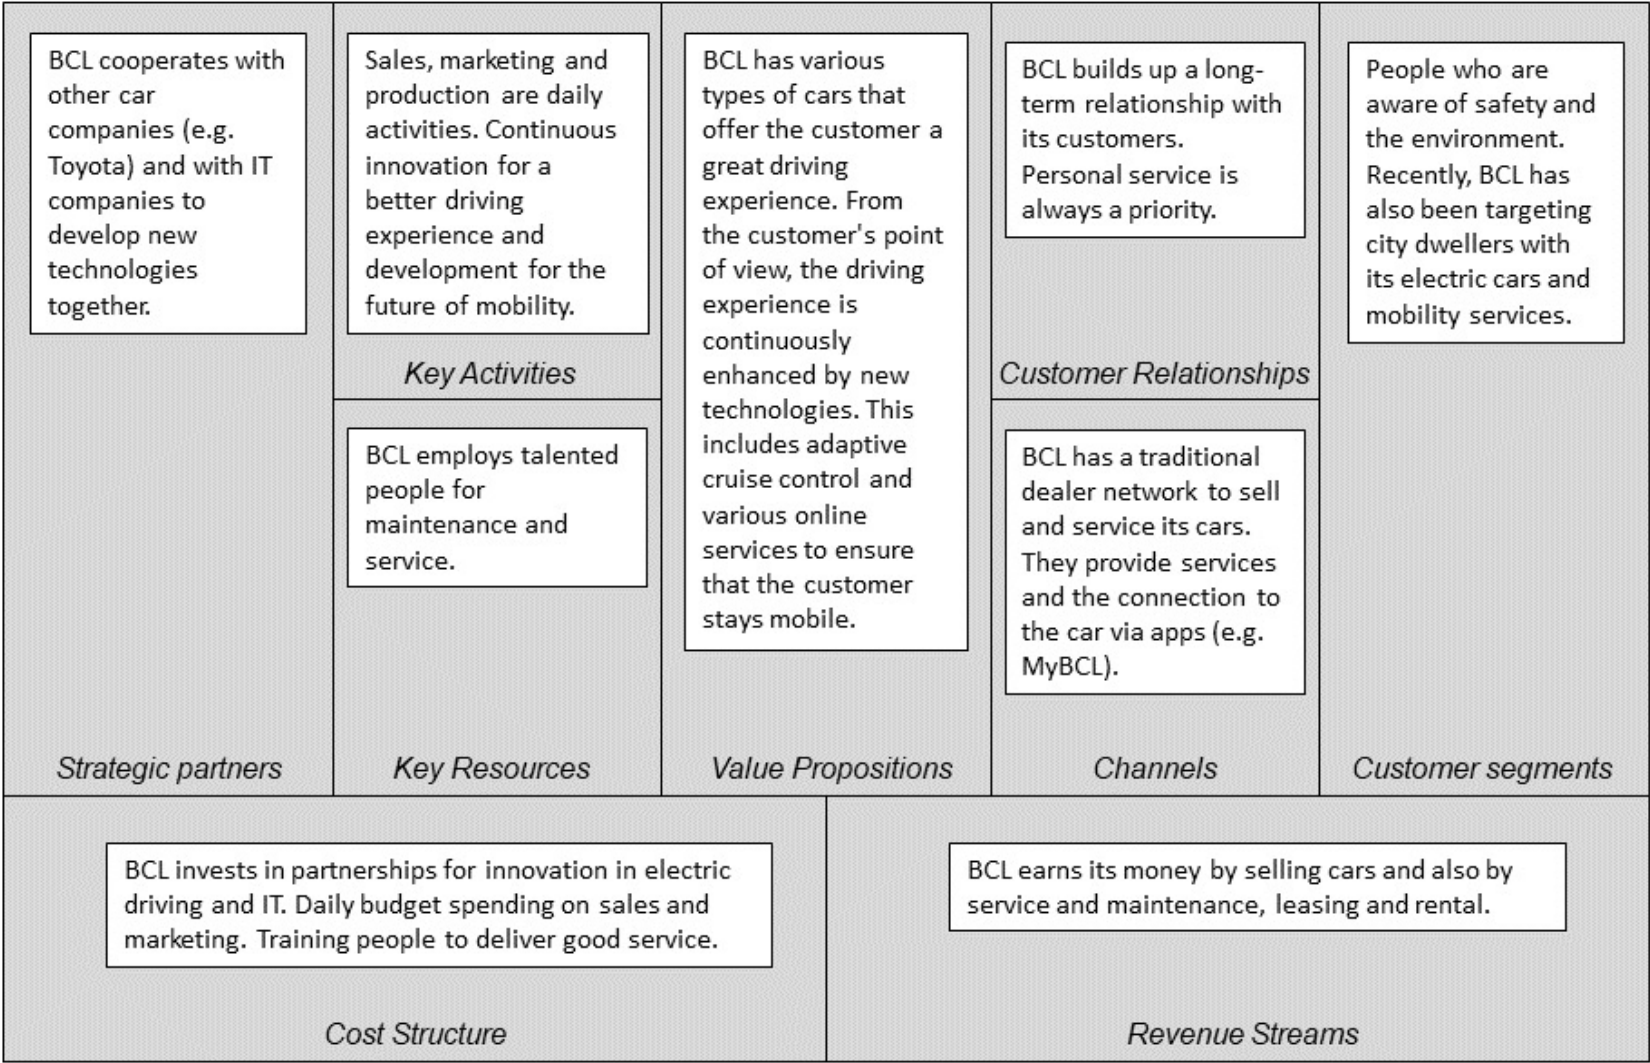 BCL cooperates with
other car
companies (e.g.
Toyota) and with IT
companies to
develop new
technologies
together.
Strategic partners
Sales, marketing and
production are daily
activities. Continuous
innovation for a
better driving
experience and
development for the
future of mobility.
Key Activities
BCL employs talented
people for
maintenance and
service.
Key Resources
BCL has various
types of cars that
offer the customer a
great driving
experience. From
the customer's point
of view, the driving
experience is
continuously
enhanced by new
technologies. This
includes adaptive
cruise control and
various online
services to ensure
that the customer
stays mobile.
Value Propositions
BCL builds up a long-
term relationship with
its customers.
Personal service is
always a priority.
Customer Relationships
BCL has a traditional
dealer network to sell
and service its cars.
They provide services
and the connection to
the car via apps (e.g.
MyBCL).
Channels
People who are
aware of safety and
the environment.
Recently, BCL has
also been targeting
city dwellers with
its electric cars and
mobility services.
Customer segments
BCL invests in partnerships for innovation in electric
driving and IT. Daily budget spending on sales and
marketing. Training people to deliver good service.
Cost Structure
BCL earns its money by selling cars and also by
service and maintenance, leasing and rental.
Revenue Streams